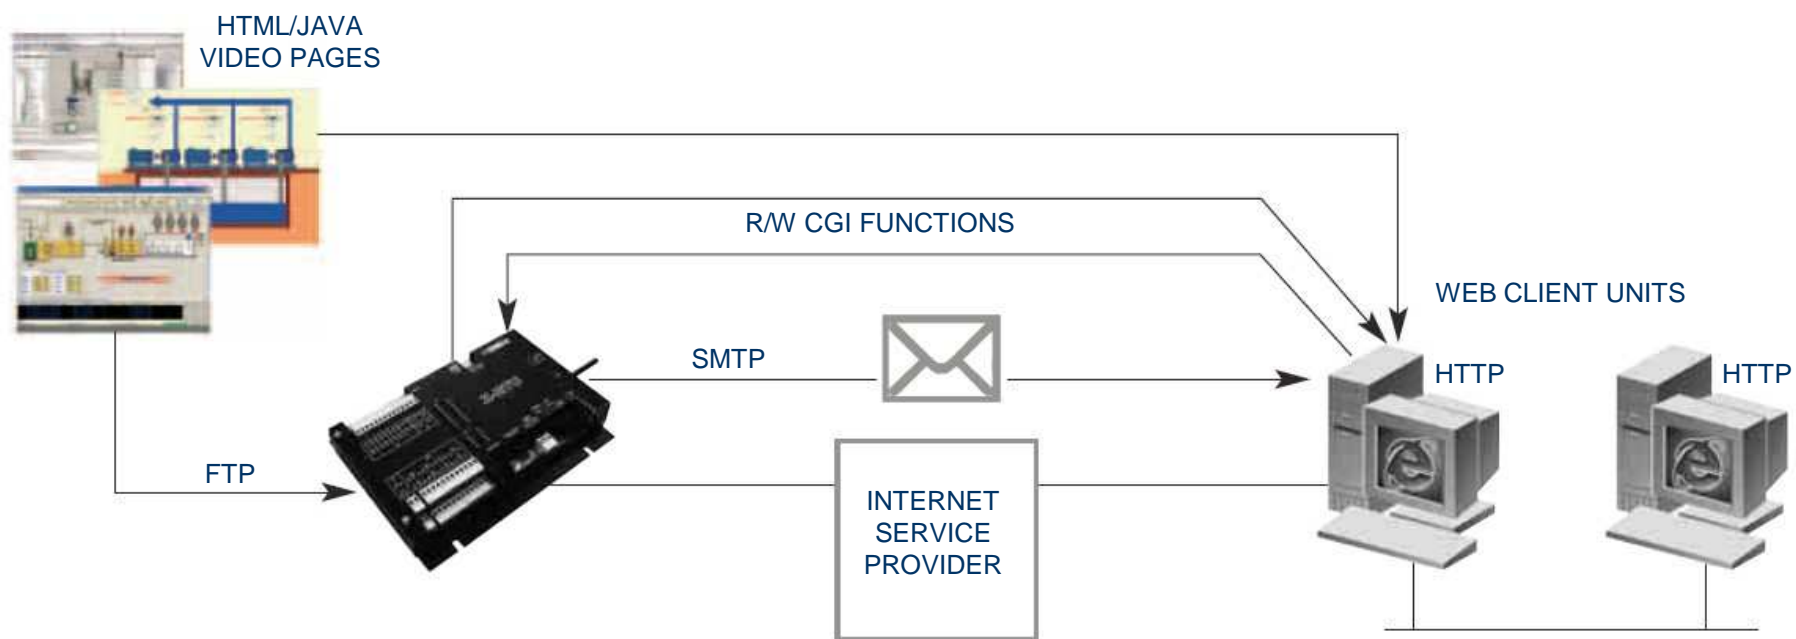 HTML/JAVA
VIDEO PAGES
R/W CGI FUNCTIONS
WEB CLIENT UNITS
SMTP
HTTP
HTTP
FTP
INTERNET
SERVICE
PROVIDER